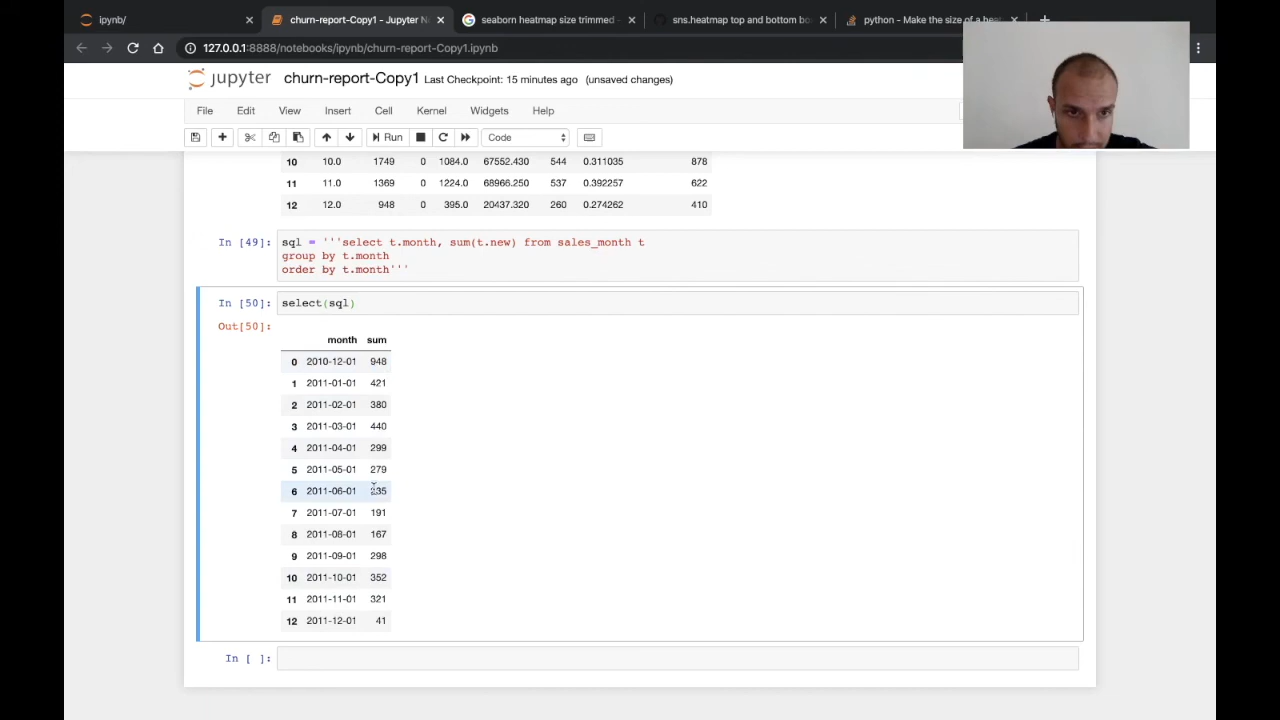 ipynb/
churn-report-Copy1 - Jupyter N
seaborn heatmap size trimmed -
sns.heatmap top and bottom bo
python - Make the size of a hea
127.0.0.1:8888/notebooks/ipynb/churn-report-Copy1.ipynb
jupyter churn-report-Copy1 Last Checkpoint: 15 minutes ago (unsaved changes)
File Edit View Insert Cell Kernel Widgets Help
Run Code
10 10.0 1749 0 1084.0 67552.430 544 0.311035 878
11 11.0 1369 0 1224.0 68966.250 537 0.392257 622
12 12.0 948 0 395.0 20437.320 260 0.274262 410
In [49]: sql = '''select t.month, sum(t.new) from sales_month t
group by t.month
order by t.month'''
In [50]: select(sql)
Out[50]:
month sum
0 2010-12-01 948
1 2011-01-01 421
2 2011-02-01 380
3 2011-03-01 440
4 2011-04-01 299
5 2011-05-01 279
6 2011-06-01
7 2011-07-01 191
8 2011-08-01 167
9 2011-09-01 298
10 2011-10-01 352
11 2011-11-01 321
12 2011-12-01 41
In [ ]: